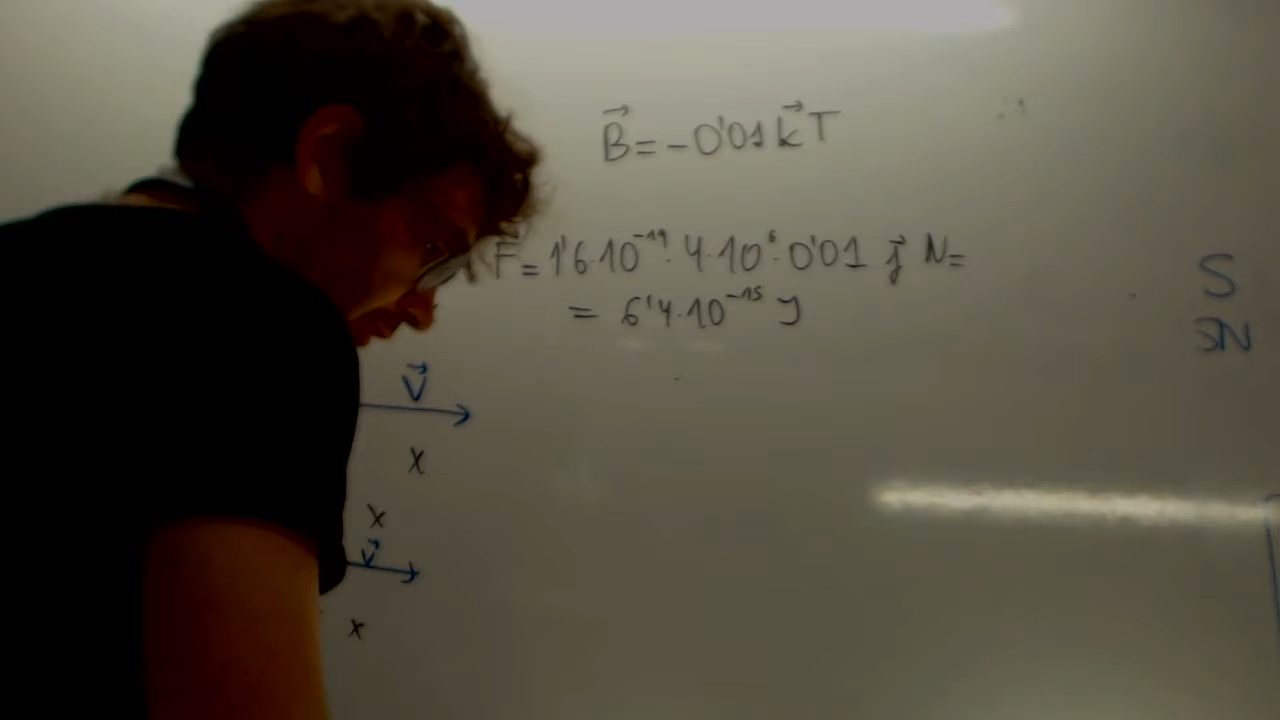 B⃗ = -0'01 k⃗ T
F = 1'6·10⁻¹⁹· 4·10⁶·0'01 j⃗ N =
= 6'4·10⁻¹⁵ J
S
SN
V⃗
X
X
V⃗
X